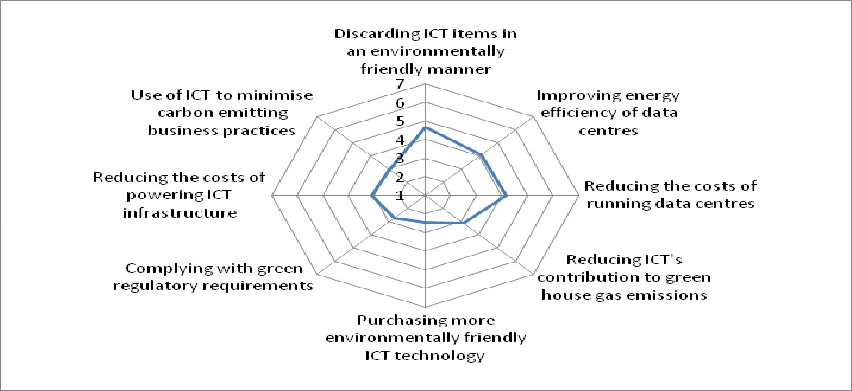 Discarding ICT items in
an environmentally
friendly manner
Improving energy
efficiency of data
centres
Reducing the costs of
running data centres
Reducing ICT's
contribution to green
house gas emissions
Purchasing more
environmentally friendly
ICT technology
Complying with green
regulatory requirements
Reducing the costs of
powering ICT
infrastructure
Use of ICT to minimise
carbon emitting
business practices
7
6
5
4
3
2
1